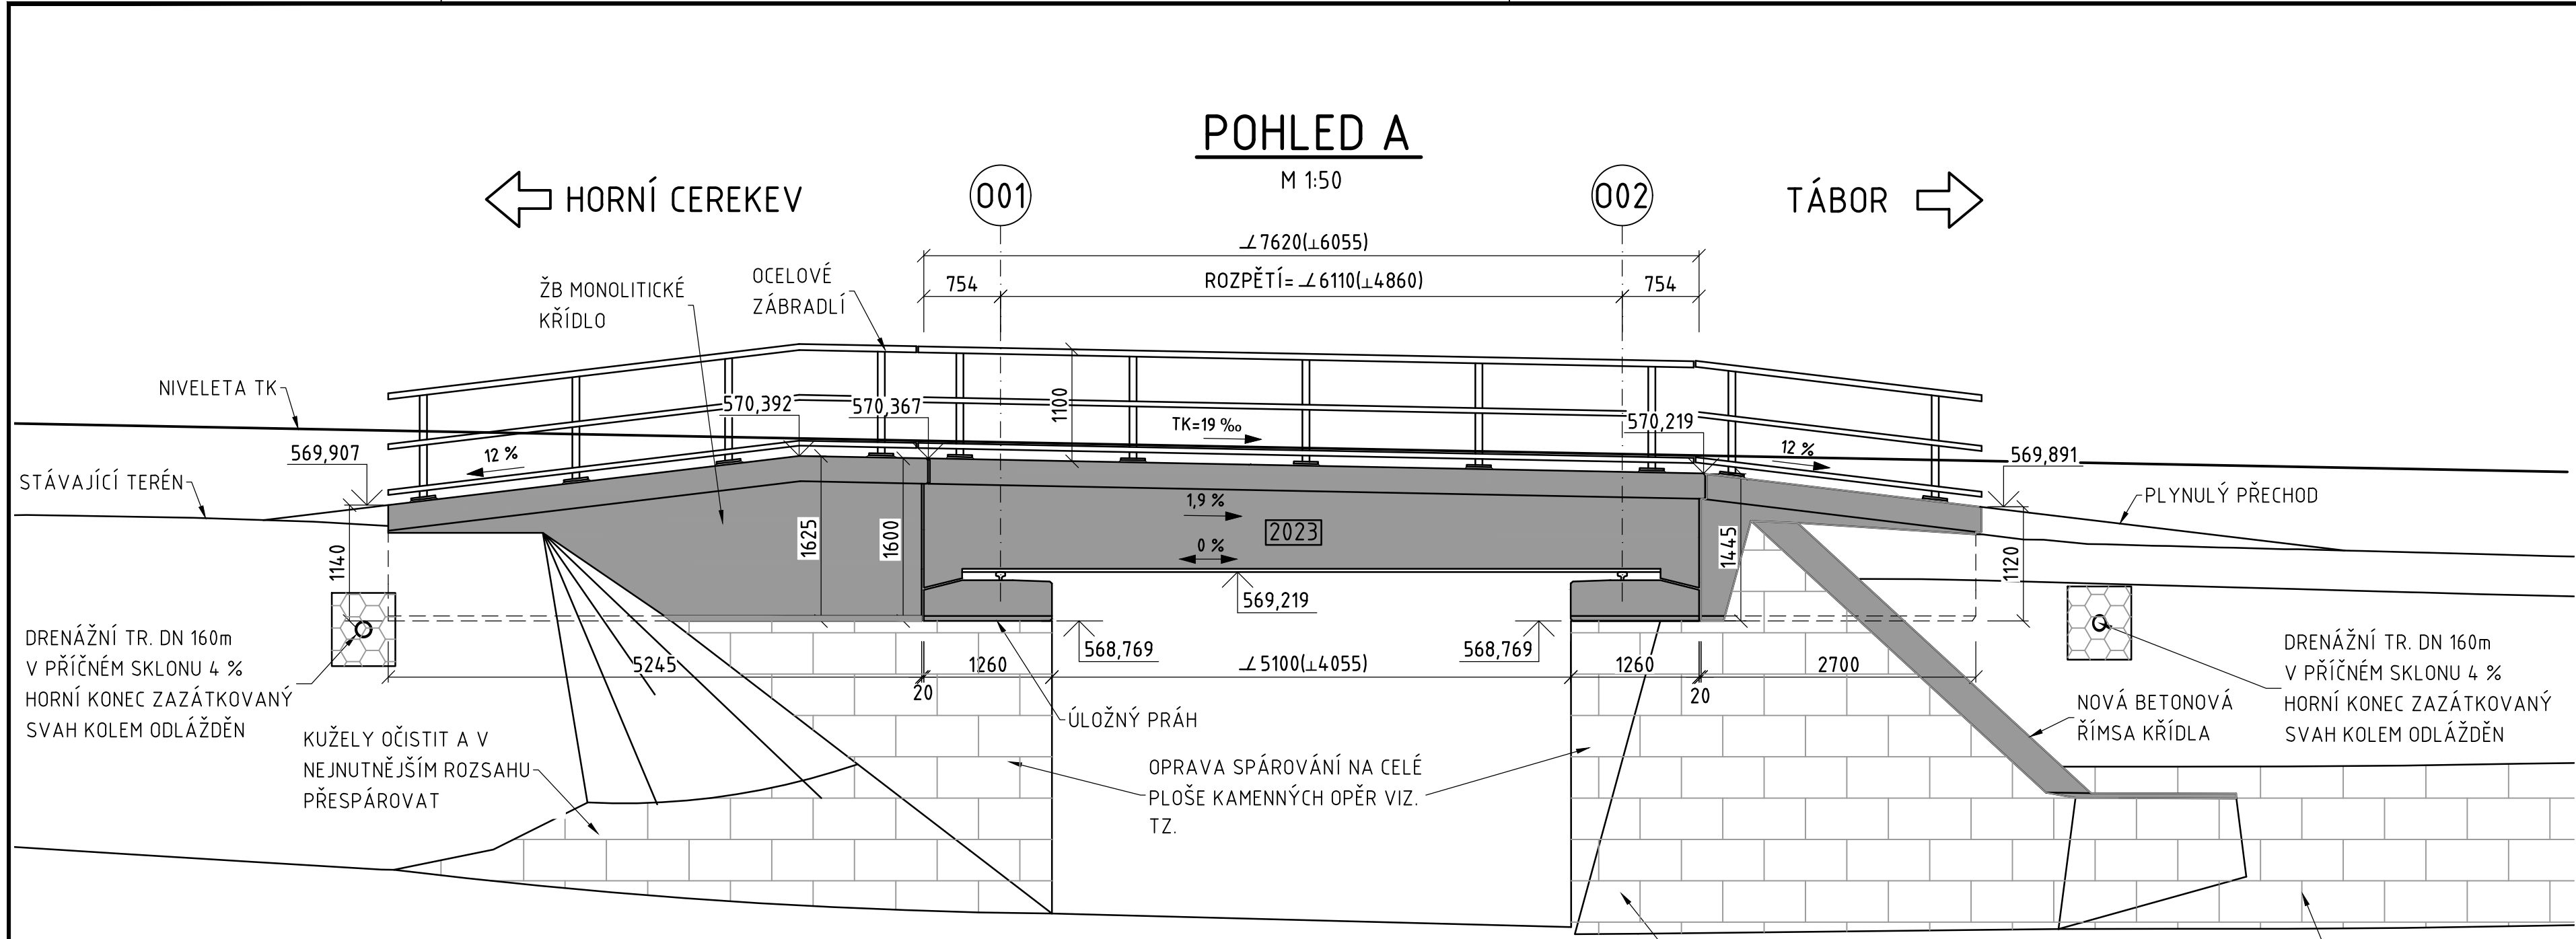 POHLED A
M 1:50
HORNÍ CEREKEV
O01
O02
TÁBOR
∠7620(⊥6055)
754
ROZPĚTÍ= ∠6110(⊥4860)
754
ŽB MONOLITICKÉ
KŘÍDLO
OCELOVÉ
ZÁBRADLÍ
NIVELETA TK
STÁVAJÍCÍ TERÉN
569,907
12 %
570,392
570,367
1100
TK=19 ‰
570,219
12 %
569,891
PLYNULÝ PŘECHOD
1140
1625
1600
1,9 %
0 %
2023
1445
1120
569,219
568,769
568,769
5245
20
1260
∠5100(⊥4055)
1260
20
2700
DRENÁŽNÍ TR. DN 160m
V PŘÍČNÉM SKLONU 4 %
HORNÍ KONEC ZAZÁTKOVANÝ
SVAH KOLEM ODLÁŽDĚN
KUŽELY OČISTIT A V
NEJNUTNĚJŠÍM ROZSAHU
PŘESPÁROVAT
ÚLOŽNÝ PRÁH
OPRAVA SPÁROVÁNÍ NA CELÉ
PLOŠE KAMENNÝCH OPĚR VIZ.
TZ.
NOVÁ BETONOVÁ
ŘÍMSA KŘÍDLA
DRENÁŽNÍ TR. DN 160m
V PŘÍČNÉM SKLONU 4 %
HORNÍ KONEC ZAZÁTKOVANÝ
SVAH KOLEM ODLÁŽDĚN